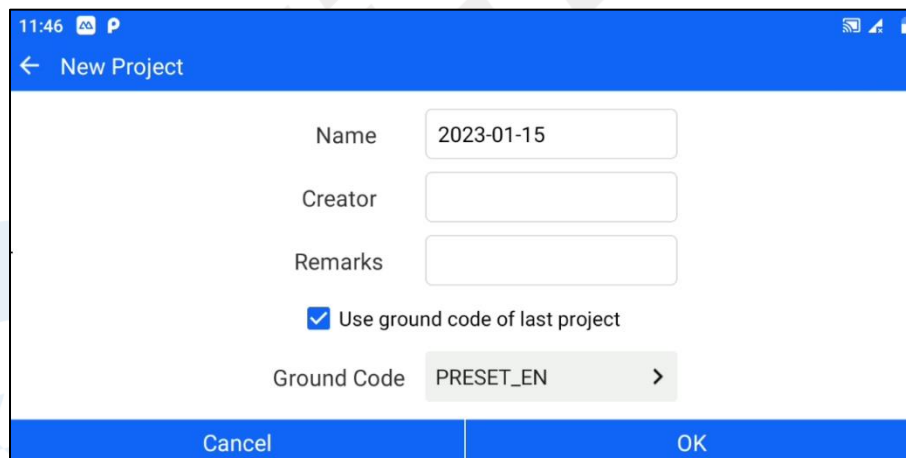 11:46
New Project
Name 2023-01-15
Creator
Remarks
Use ground code of last project
Ground Code PRESET_EN
Cancel OK